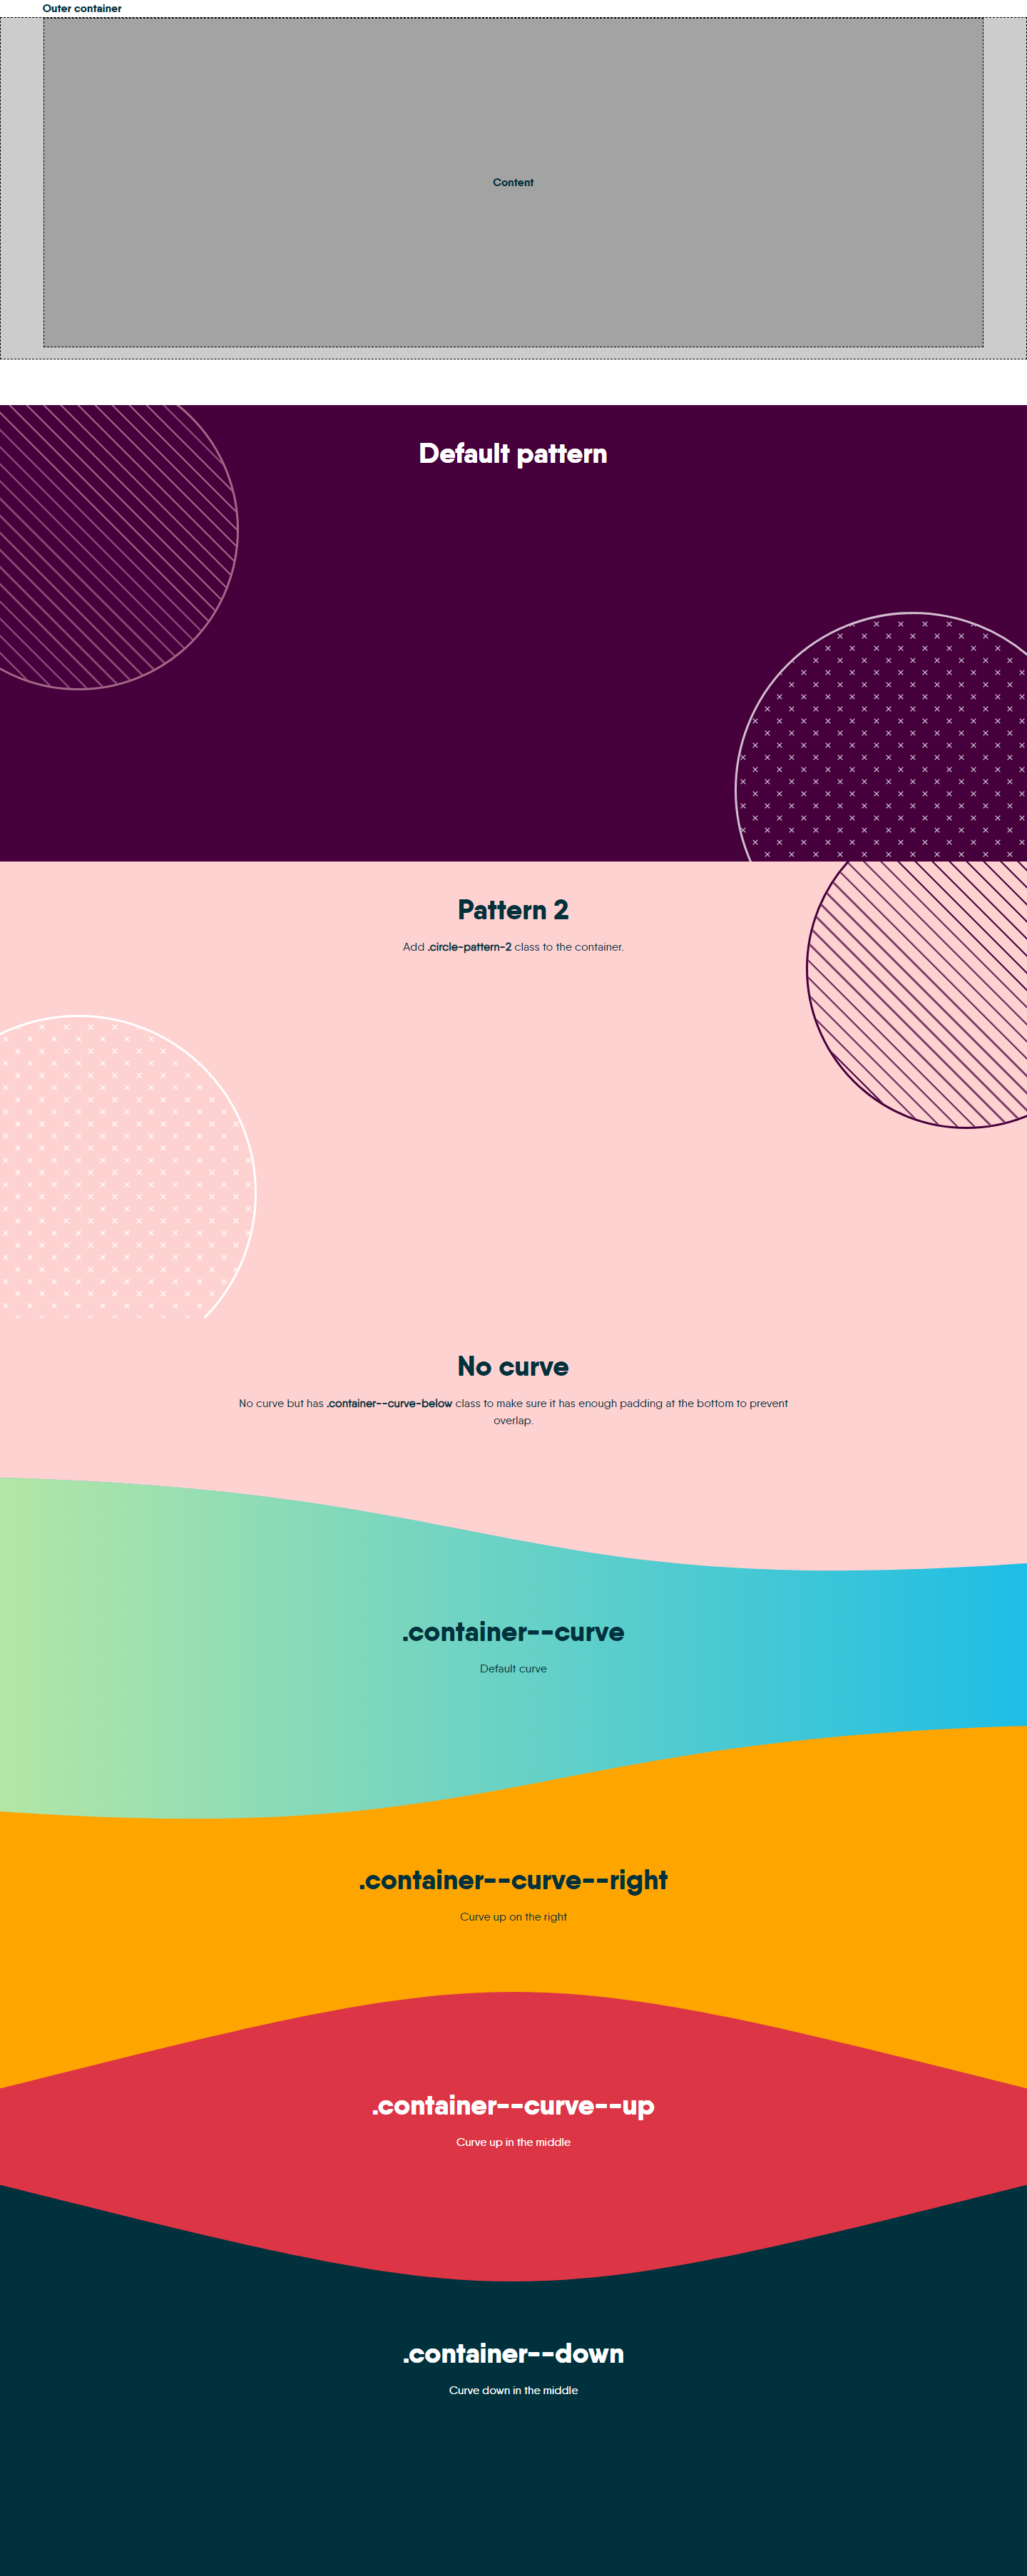 Outer container
Content
Default pattern
Pattern 2
Add .circle-pattern-2 class to the container.
No curve
No curve but has .container--curve-below class to make sure it has enough padding at the bottom to prevent
overlap.
.container--curve
Default curve
.container--curve--right
Curve up on the right
.container--curve--up
Curve up in the middle
.container--down
Curve down in the middle